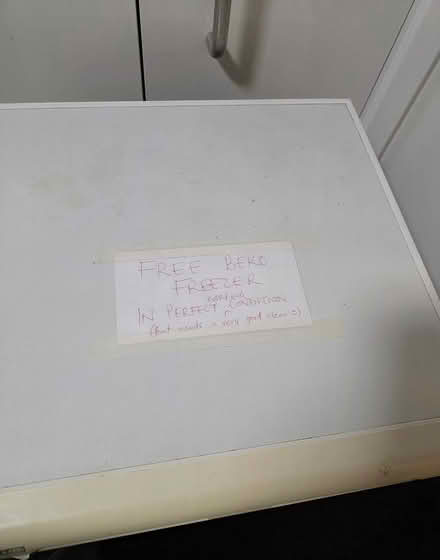 FREE BEKO
FREEZER
working
IN PERFECT CONDITION
(But needs a very good clean :)